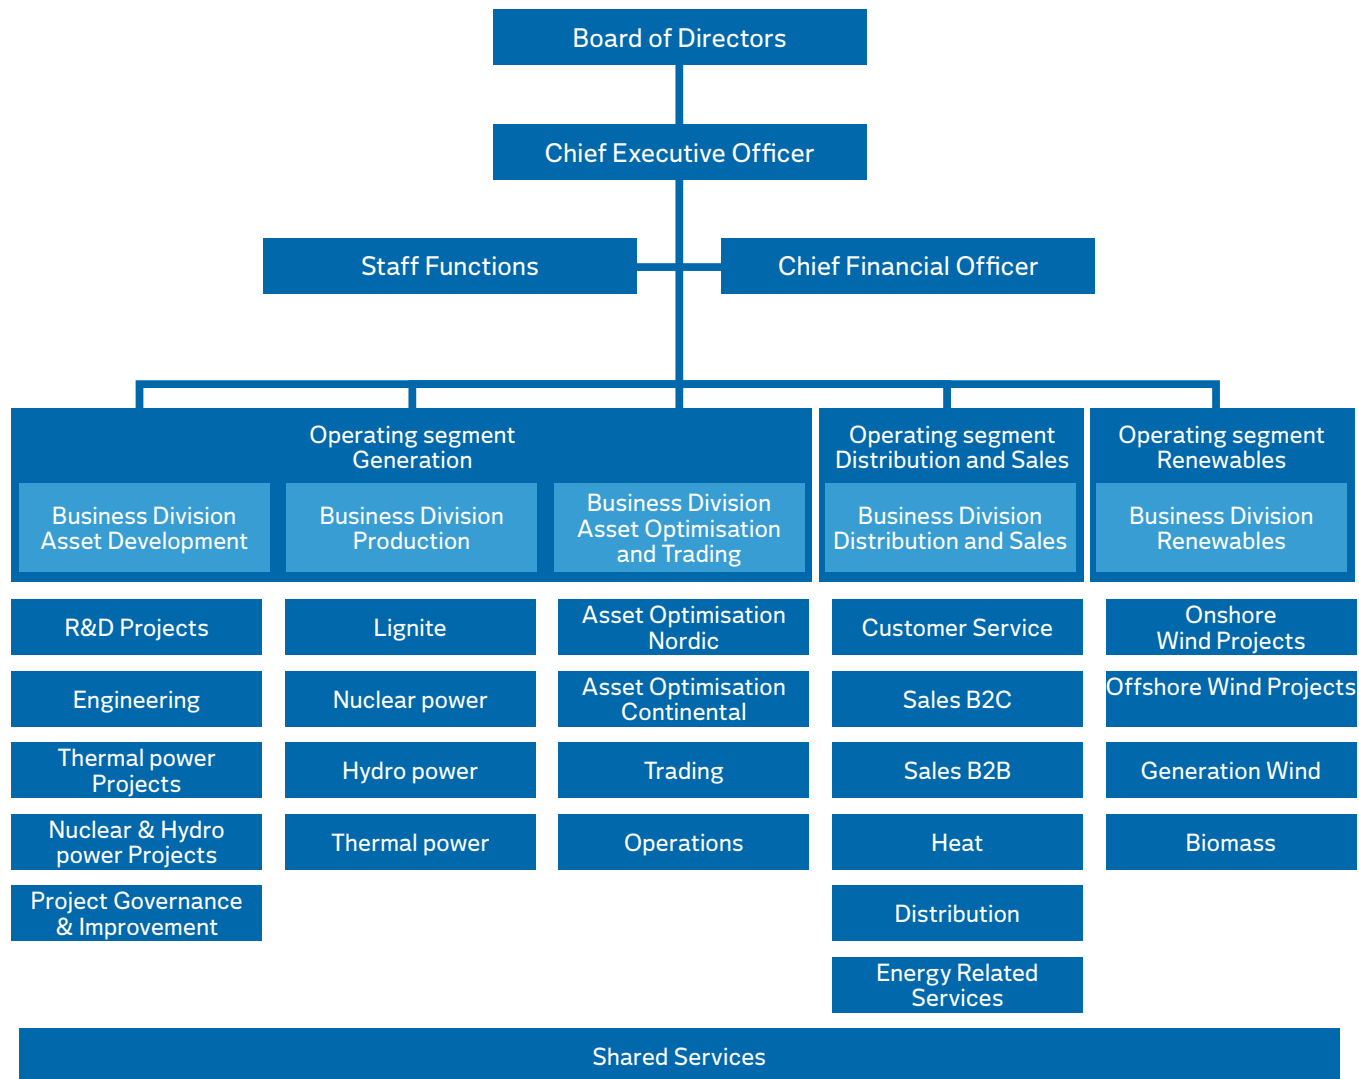 Board of Directors
Chief Executive Officer
Staff Functions
Chief Financial Officer
Operating segment
Generation
Operating segment
Distribution and Sales
Operating segment
Renewables
Business Division
Asset Development
Business Division
Production
Business Division
Asset Optimisation
and Trading
Business Division
Distribution and Sales
Business Division
Renewables
R&D Projects
Engineering
Thermal power
Projects
Nuclear & Hydro
power Projects
Project Governance
& Improvement
Lignite
Nuclear power
Hydro power
Thermal power
Asset Optimisation
Nordic
Asset Optimisation
Continental
Trading
Operations
Customer Service
Sales B2C
Sales B2B
Heat
Distribution
Energy Related
Services
Onshore
Wind Projects
Offshore Wind Projects
Generation Wind
Biomass
Shared Services